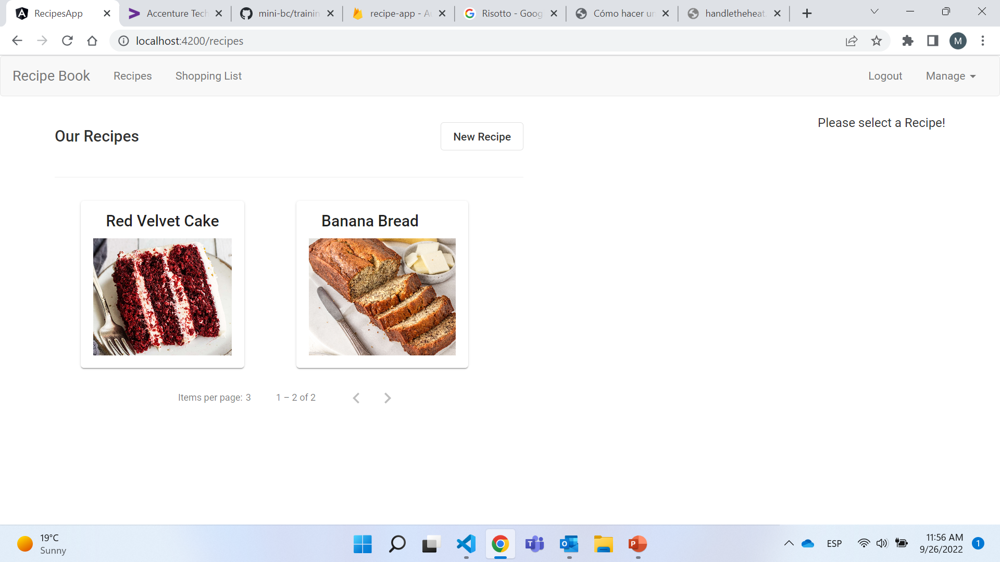 RecipesApp
Accenture Tech
mini-bc/trainin
recipe-app - Au
Risotto - Goog
Cómo hacer un
handletheheat.
localhost:4200/recipes
M
Recipe Book
Recipes
Shopping List
Logout
Manage
Please select a Recipe!
Our Recipes
New Recipe
Red Velvet Cake
Banana Bread
Items per page: 3
1 – 2 of 2
19°C
Sunny
ESP
11:56 AM
9/26/2022
1